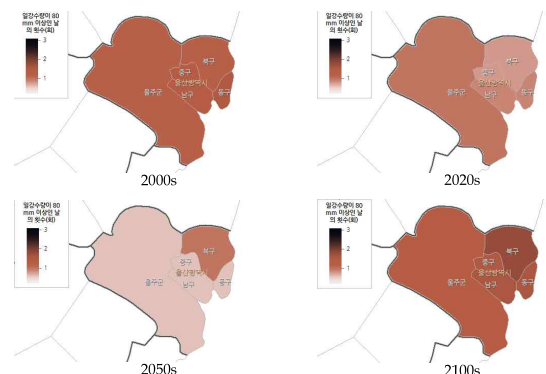 일강수량이 80
mm 이상인 날
의 횟수(회)
3
2
1
북구
중구
울산광역시
울주군
남구
동구
2000s
일강수량이 80
mm 이상인 날
의 횟수(회)
3
2
1
북구
중구
울산광역시
울주군
남구
동구
2020s
일강수량이 80
mm 이상인 날
의 횟수(회)
3
2
1
북구
중구
울산광역시
울주군
남구
동구
2050s
일강수량이 80
mm 이상인 날
의 횟수(회)
3
2
1
북구
중구
울산광역시
울주군
남구
동구
2100s